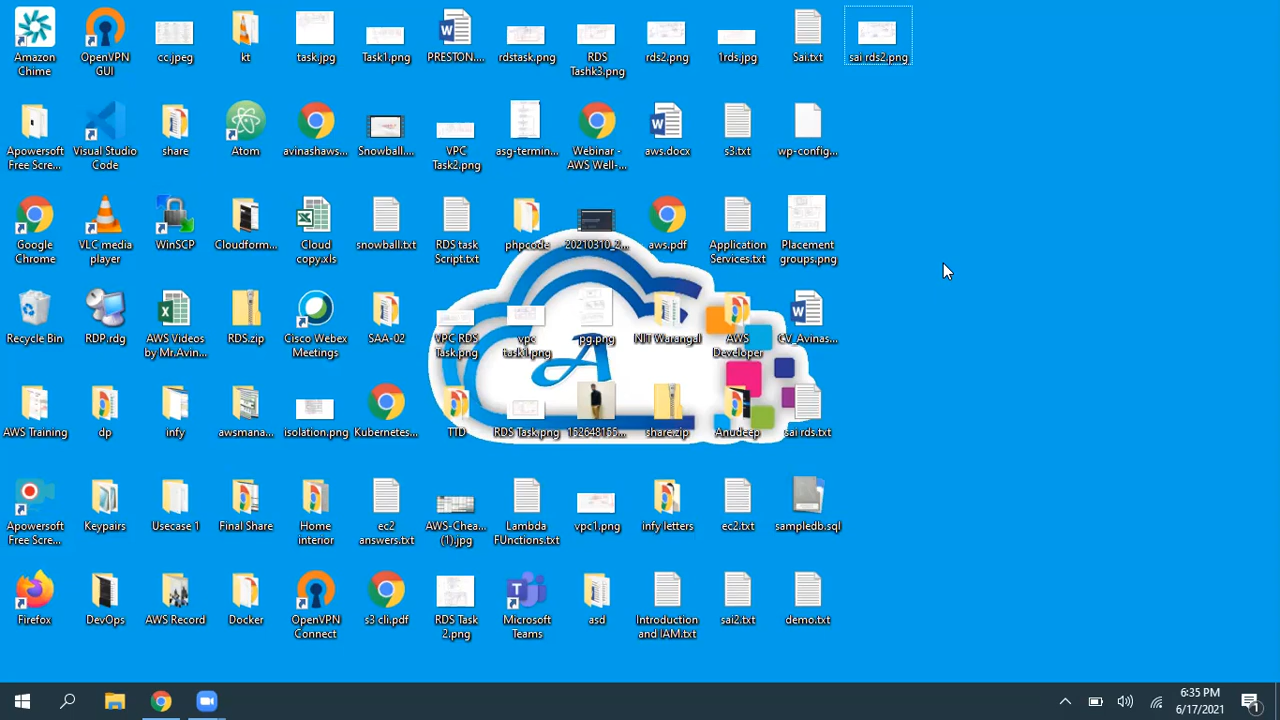 Amazon
Chime
OpenVPN
GUI
cc.jpeg
kt
task.jpg
Task1.png
PRESTON....
rdstask.png
RDS
Tashk3.png
rds2.png
1rds.jpg
Sai.txt
sai rds2.png
Apowersoft
Free Scre...
Visual Studio
Code
share
Atom
avinashaws...
Snowball....
VPC
Task2.png
asg-termin...
Webinar -
AWS Well-...
aws.docx
s3.txt
wp-config...
Google
Chrome
VLC media
player
WinSCP
Cloudform...
Cloud
copy.xls
snowball.txt
RDS task
Script.txt
phpcode
20210310_2...
aws.pdf
Application
Services.txt
Placement
groups.png
Recycle Bin
RDP.rdg
AWS Videos
by Mr.Avin...
RDS.zip
Cisco Webex
Meetings
SAA-02
VPC RDS
Task.png
vpc
task1.png
pg.png
NIT Warangal
AWS
Developer
CV_Avinas...
A
AWS Training
dp
infy
awsmana...
isolation.png
Kubernetes...
TTD
RDS Task.png
152648155...
share.zip
Anudeep
sai rds.txt
Apowersoft
Free Scre...
Keypairs
Usecase 1
Final Share
Home
interior
ec2
answers.txt
AWS-Chea...
(1).jpg
Lambda
FUnctions.txt
vpc1.png
infy letters
ec2.txt
sampledb.sql
Firefox
DevOps
AWS Record
Docker
OpenVPN
Connect
s3 cli.pdf
RDS Task
2.png
Microsoft
Teams
asd
Introduction
and IAM.txt
sai2.txt
demo.txt
6:35 PM
6/17/2021
1